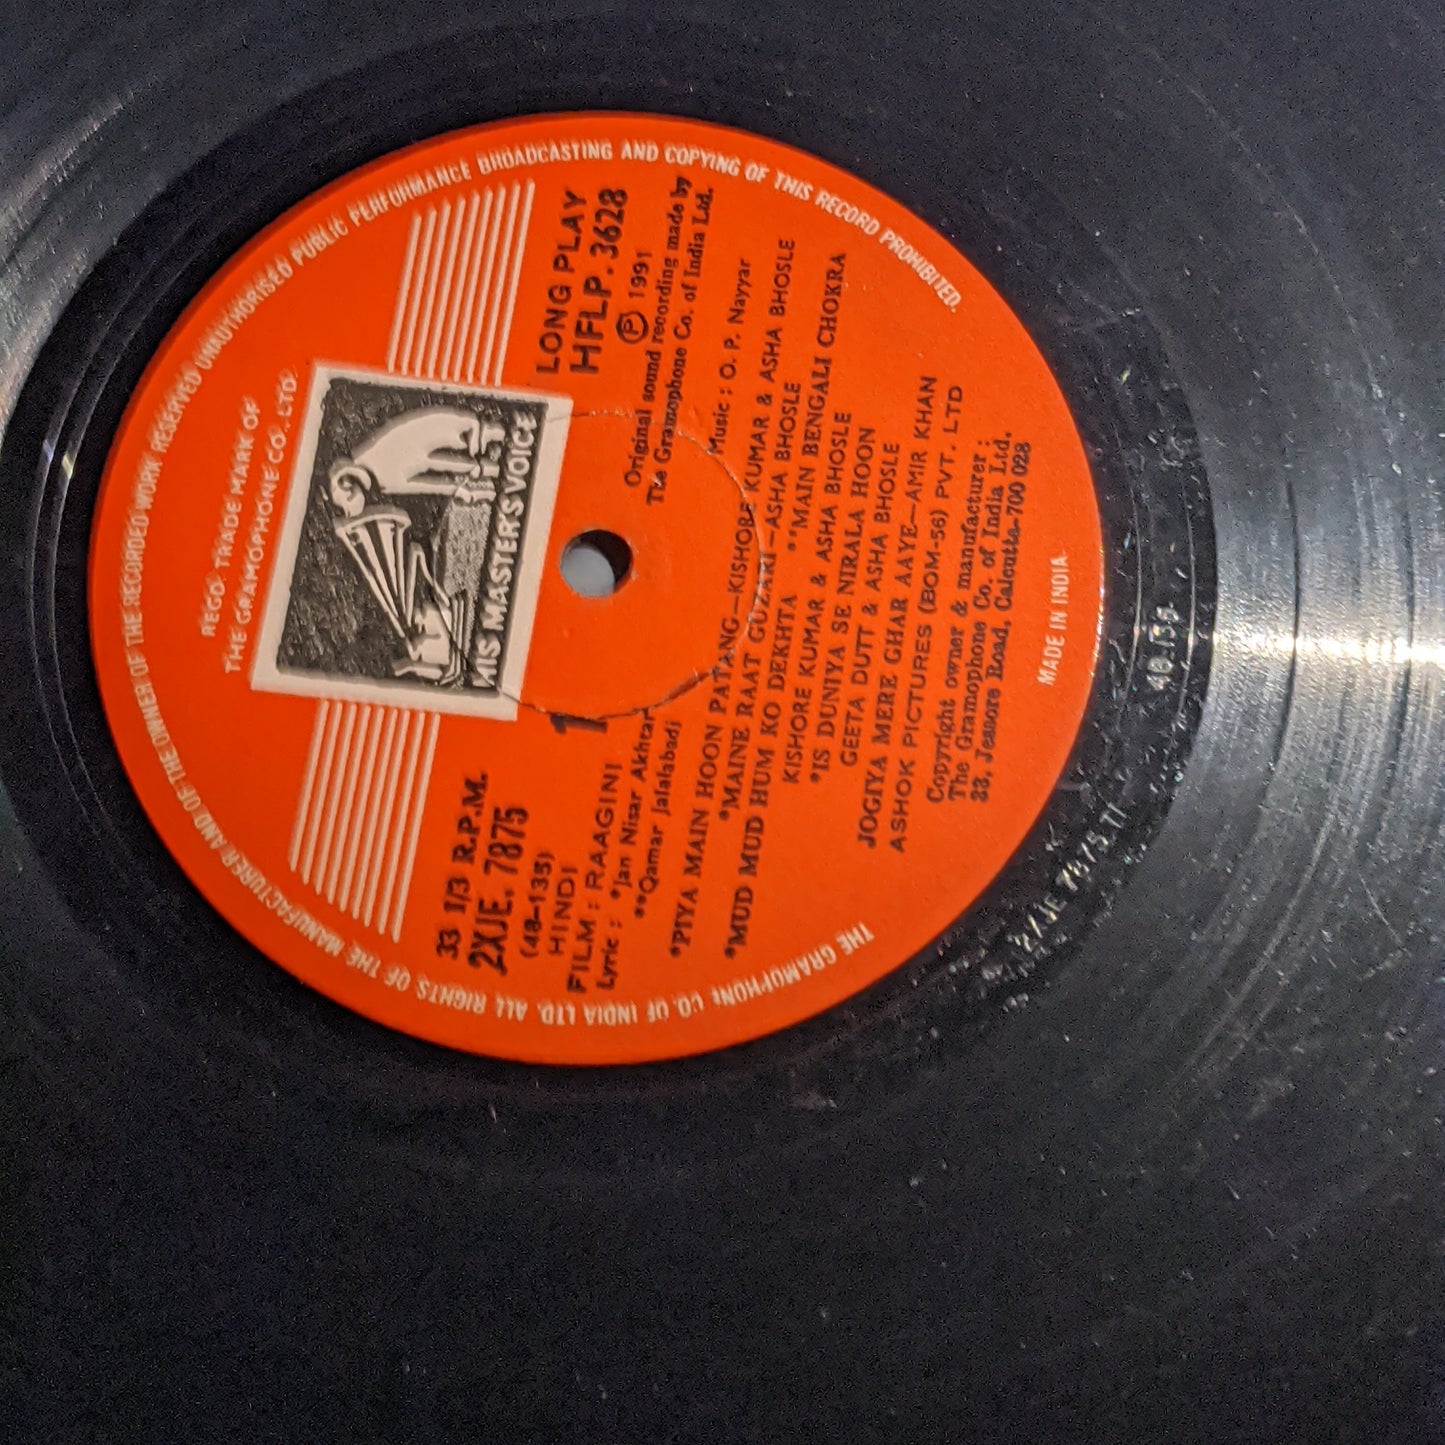 THE GRAMOPHONE CO. OF INDIA LTD. ALL RIGHTS OF THE MANUFACTURER AND OF THE OWNER OF THE RECORDED WORK RESERVED UNAUTHORISED PUBLIC PERFORMANCE BROADCASTING AND COPYING OF THIS RECORD PROHIBITED.
REGD. TRADE MARK OF
THE GRAMOPHONE CO., LTD.
HIS MASTER'S VOICE
33 1/3 R.P.M.
2XJE. 7875
(48-135)
HINDI
FILM : RAAGINI
Lyric : *Jan Nisar Akhtar
**Qamar Jalalabadi
1
LONG PLAY
HFLP. 3628
Ⓟ 1991
Original sound recording made by
The Gramophone Co. of India Ltd.
Music : O. P. Nayyar
*PIYA MAIN HOON PATANG—KISHORE KUMAR & ASHA BHOSLE
*MAINE RAAT GUZARI—ASHA BHOSLE
*MUD MUD HUM KO DEKHTA **MAIN BENGALI CHOKRA
KISHORE KUMAR & ASHA BHOSLE
*IS DUNIYA SE NIRALA HOON
GEETA DUTT & ASHA BHOSLE
JOGIYA MERE GHAR AAYE—AMIR KHAN
ASHOK PICTURES (BOM-56) PVT. LTD
Copyright owner & manufacturer :
The Gramophone Co. of India Ltd.
33, Jessore Road, Calcutta-700 028
MADE IN INDIA